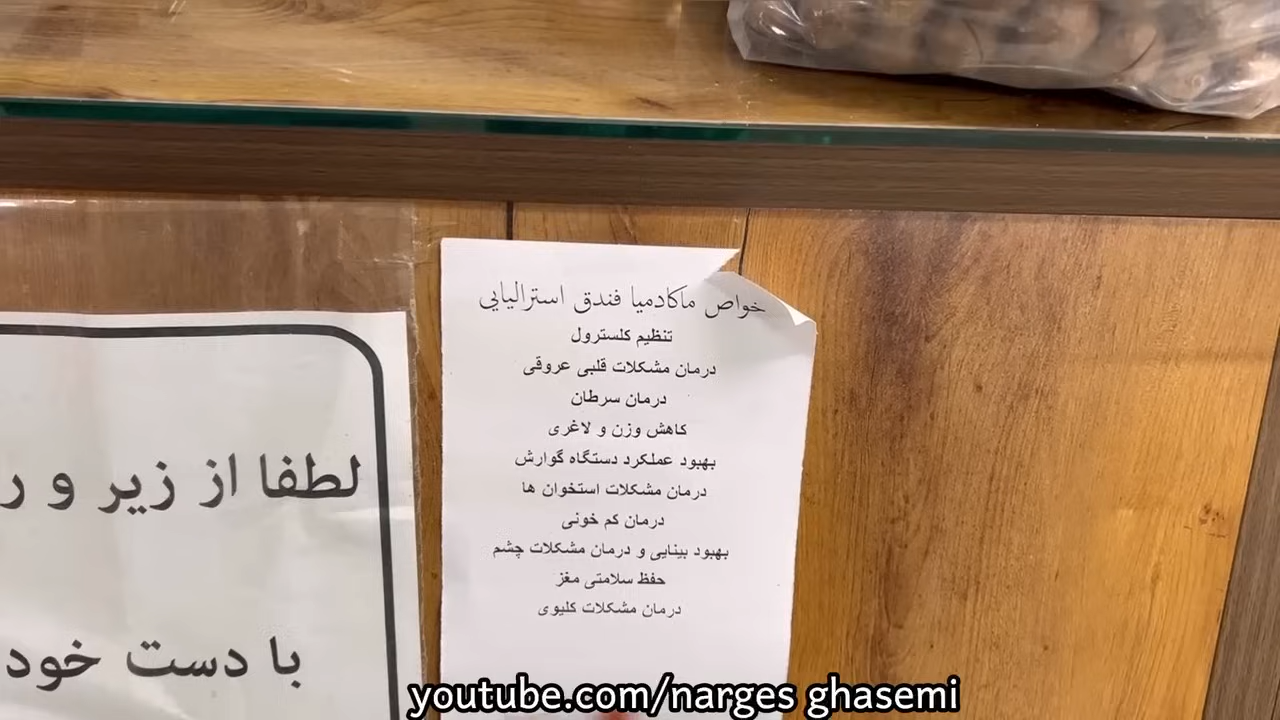 خواص ماکادمیا فندق استرالیایی
تنظیم کلسترول
درمان مشکلات قلبی عروقی
درمان سرطان
کاهش وزن و لاغری
بهبود عملکرد دستگاه گوارش
درمان مشکلات استخوان ها
درمان کم خونی
بهبود بینایی و درمان مشکلات چشم
حفظ سلامتی مغز
درمان مشکلات کلیوی
لطفا از زیر و ر
با دست خود
youtube.com/narges ghasemi